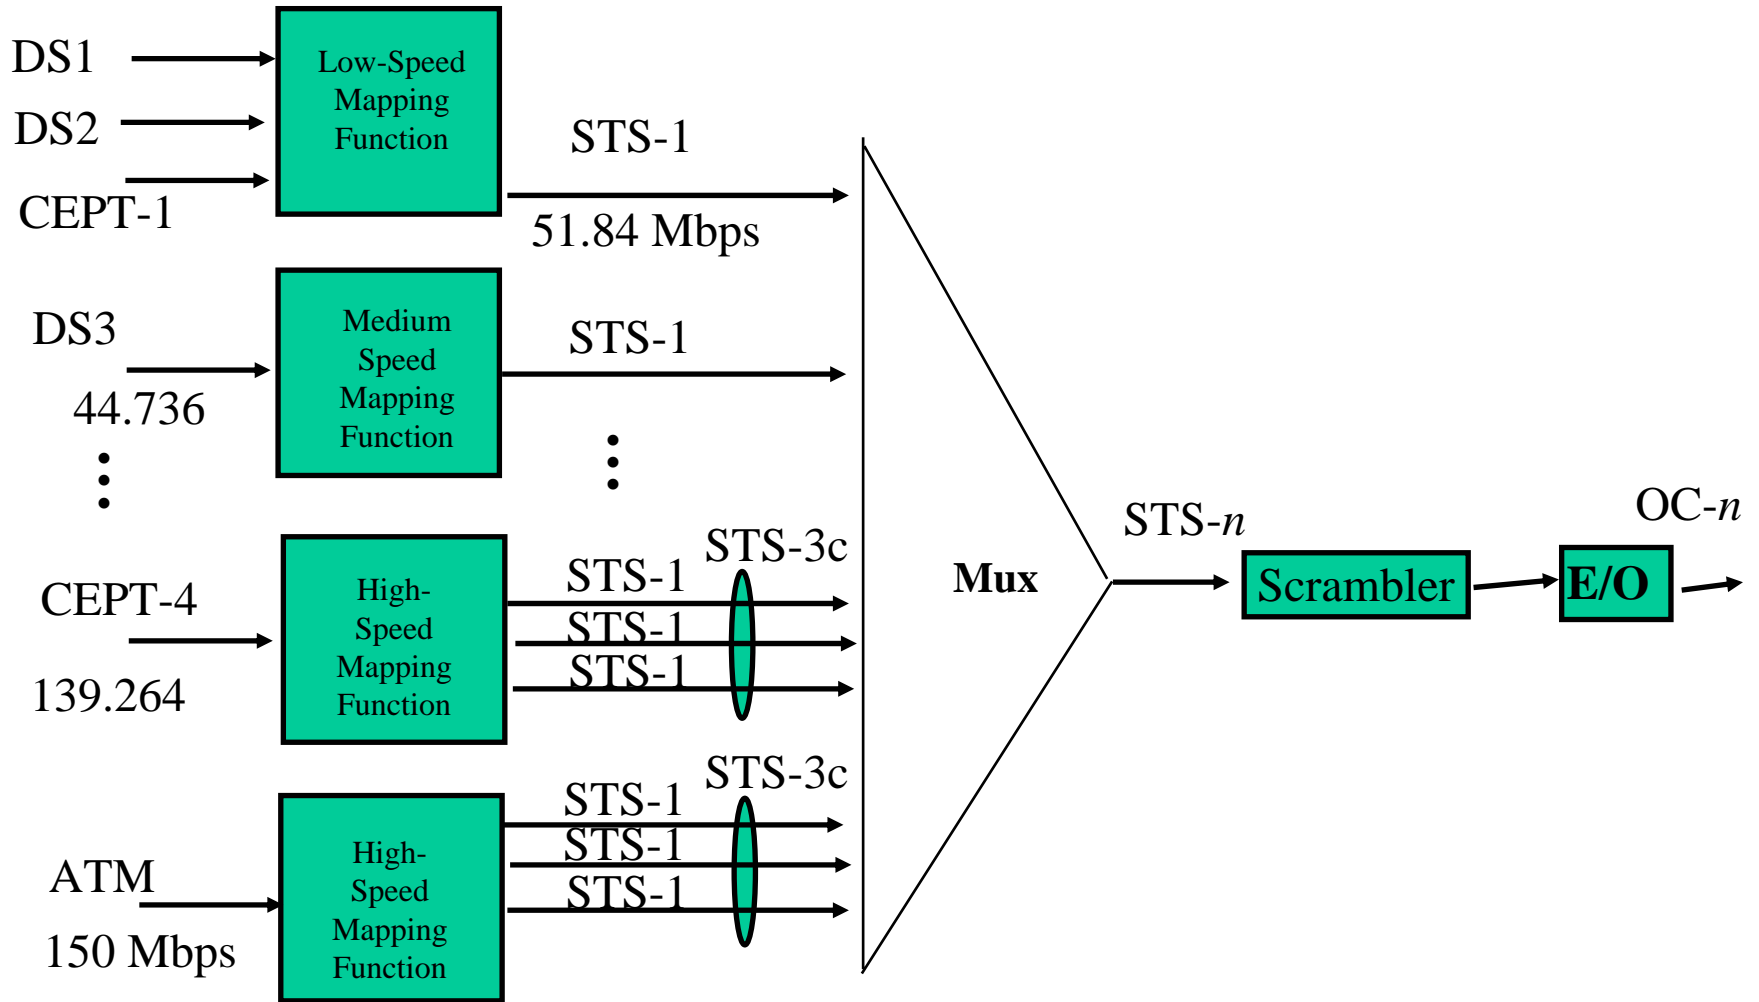 DS1
DS2
CEPT-1
Low-Speed
Mapping
Function
STS-1
51.84 Mbps
DS3
44.736
Medium
Speed
Mapping
Function
STS-1
CEPT-4
139.264
High-
Speed
Mapping
Function
STS-1
STS-1
STS-1
STS-3c
ATM
150 Mbps
High-
Speed
Mapping
Function
STS-1
STS-1
STS-1
STS-3c
Mux
STS-n
Scrambler
E/O
OC-n